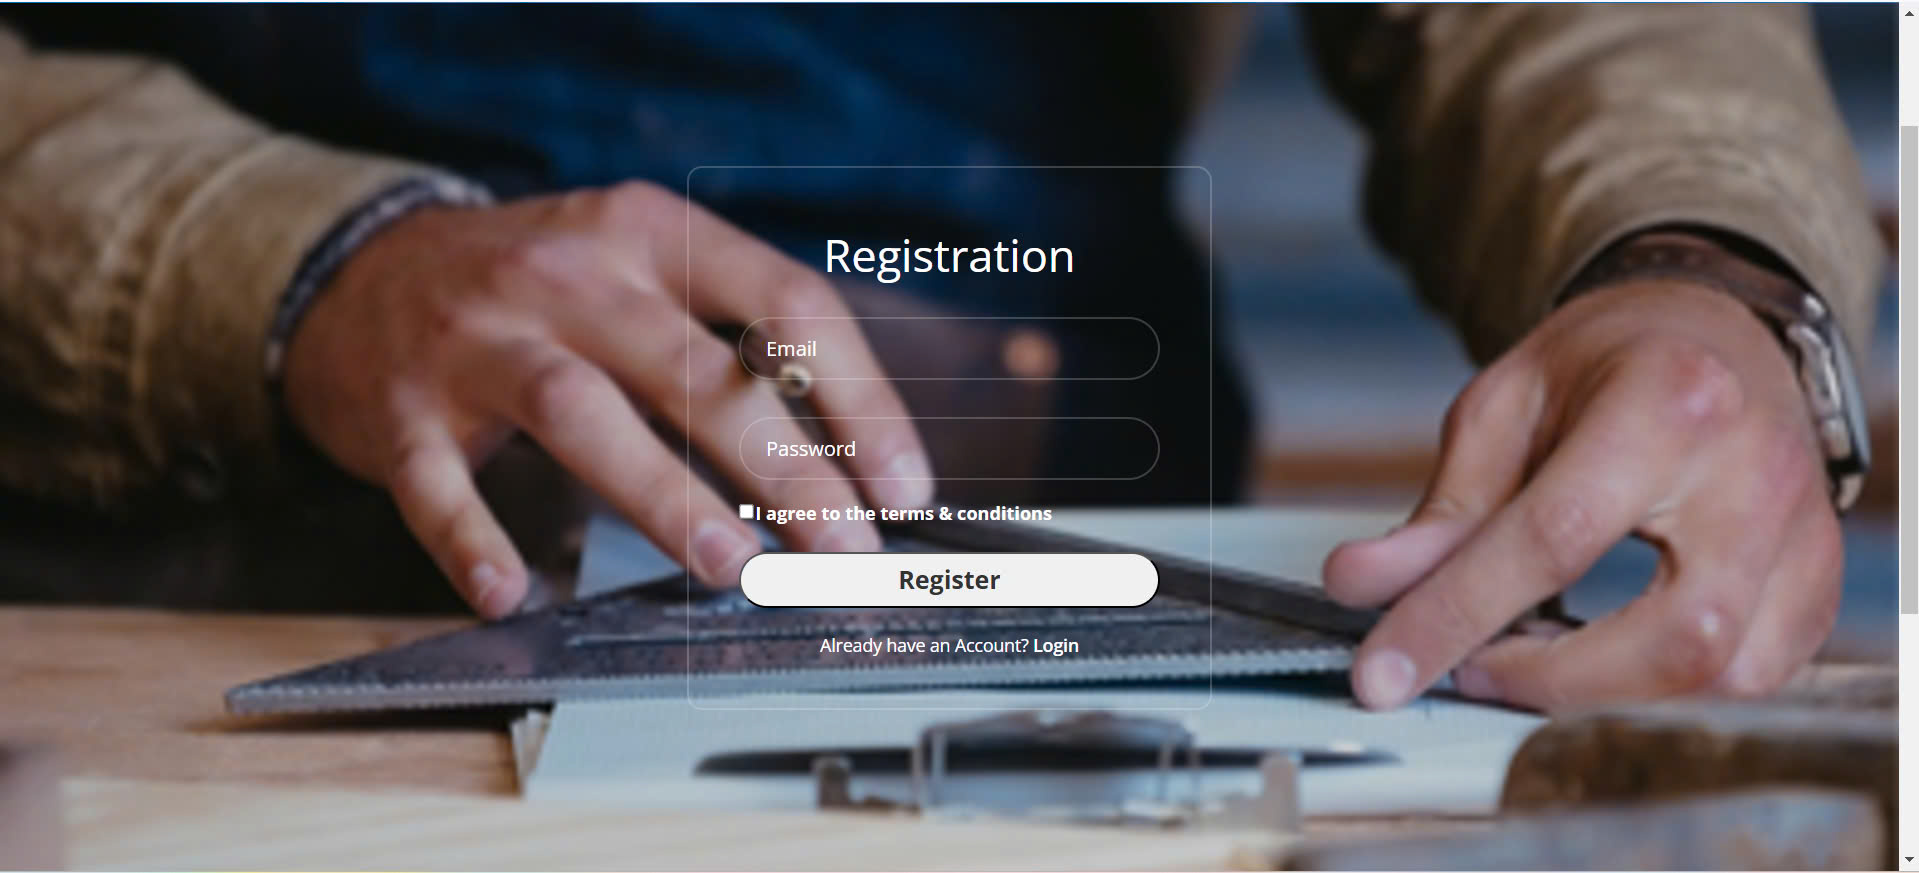 Registration
Email
Password
I agree to the terms & conditions
Register
Already have an Account? Login